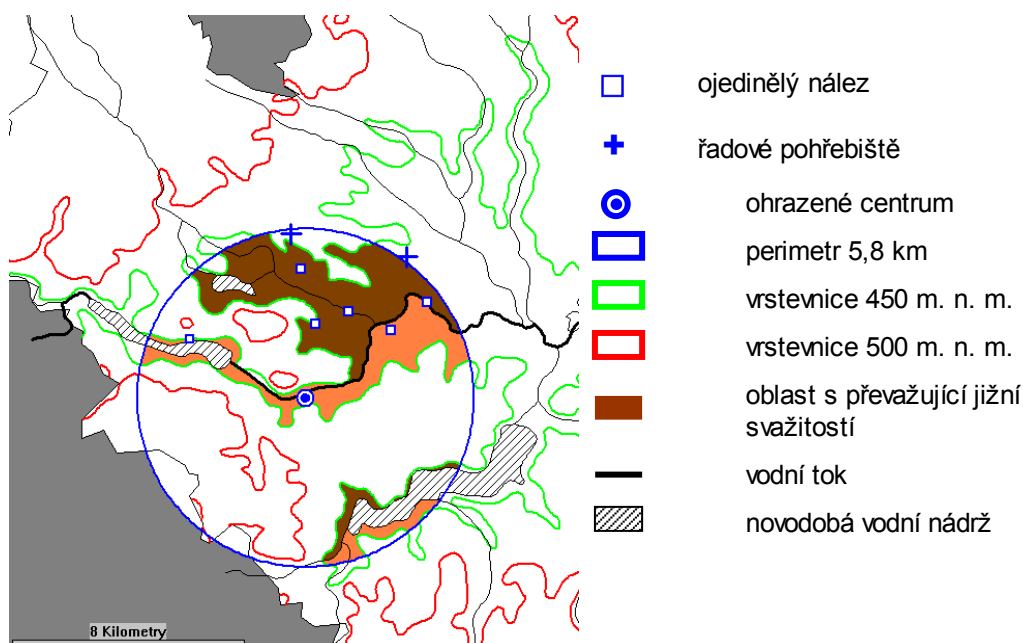 ojedinělý nález
řadové pohřebiště
ohrazené centrum
perimetr 5,8 km
vrstevnice 450 m. n. m.
vrstevnice 500 m. n. m.
oblast s převažující jižní
svažitostí
vodní tok
novodobá vodní nádrž
8 Kilometry